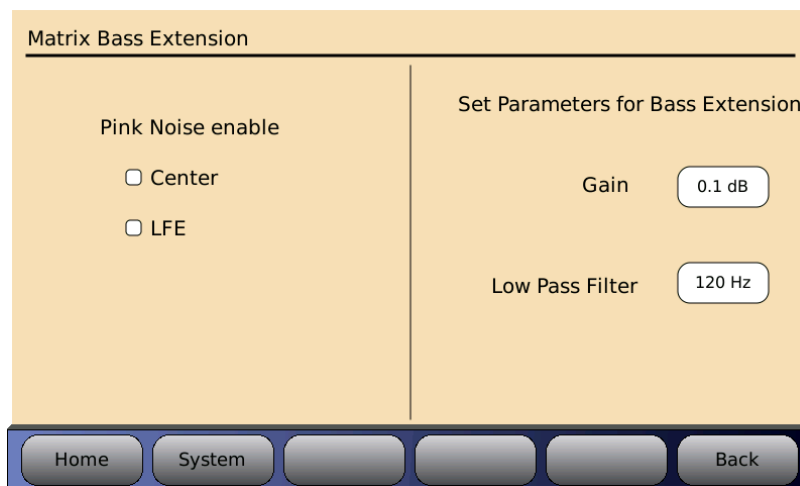 Matrix Bass Extension
Pink Noise enable
Center
LFE
Set Parameters for Bass Extension
Gain
0.1 dB
Low Pass Filter
120 Hz
Home
System
Back